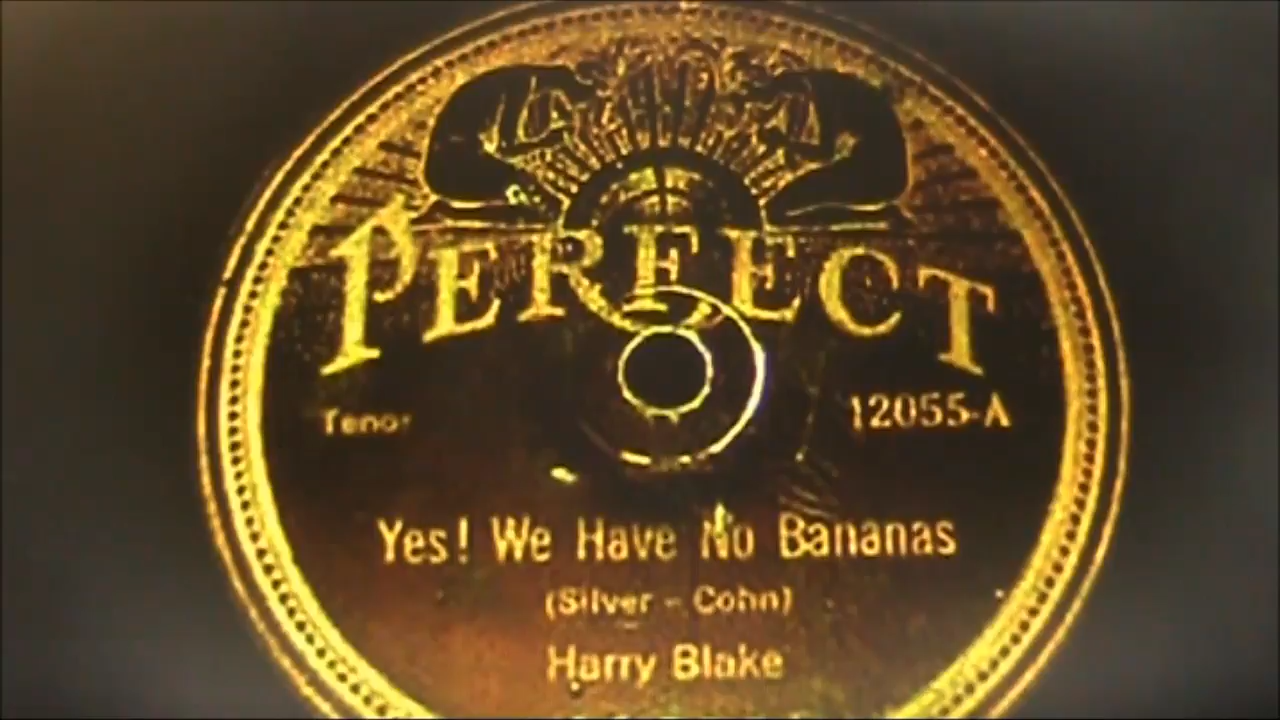 PERFECT
Tenor 12055-A
Yes! We Have No Bananas
(Silver - Cohn)
Harry Blake